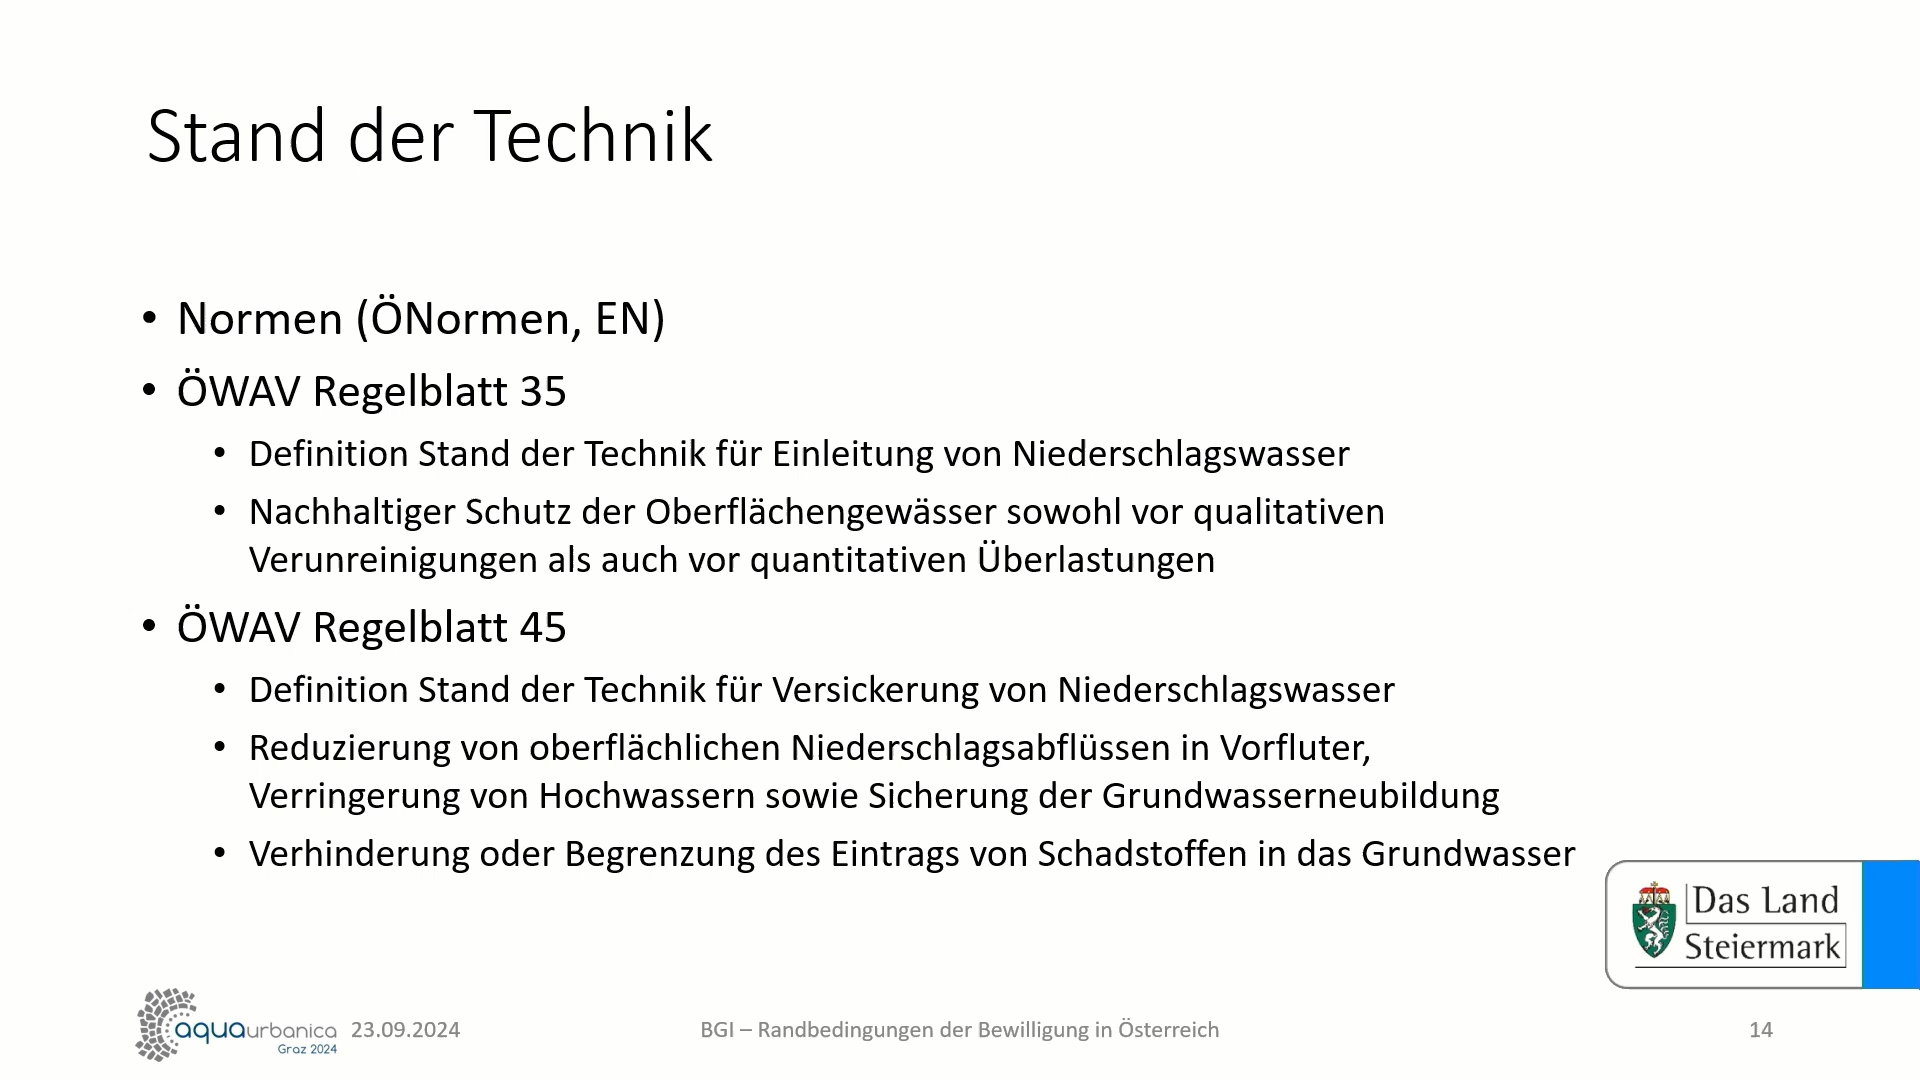 Stand der Technik
• Normen (ÖNormen, EN)
• ÖWAV Regelblatt 35
• Definition Stand der Technik für Einleitung von Niederschlagswasser
• Nachhaltiger Schutz der Oberflächengewässer sowohl vor qualitativen
Verunreinigungen als auch vor quantitativen Überlastungen
• ÖWAV Regelblatt 45
• Definition Stand der Technik für Versickerung von Niederschlagswasser
• Reduzierung von oberflächlichen Niederschlagsabflüssen in Vorfluter,
Verringerung von Hochwassern sowie Sicherung der Grundwasserneubildung
• Verhinderung oder Begrenzung des Eintrags von Schadstoffen in das Grundwasser
Das Land
Steiermark
aquaurbanica
Graz 2024
23.09.2024
BGI – Randbedingungen der Bewilligung in Österreich
14